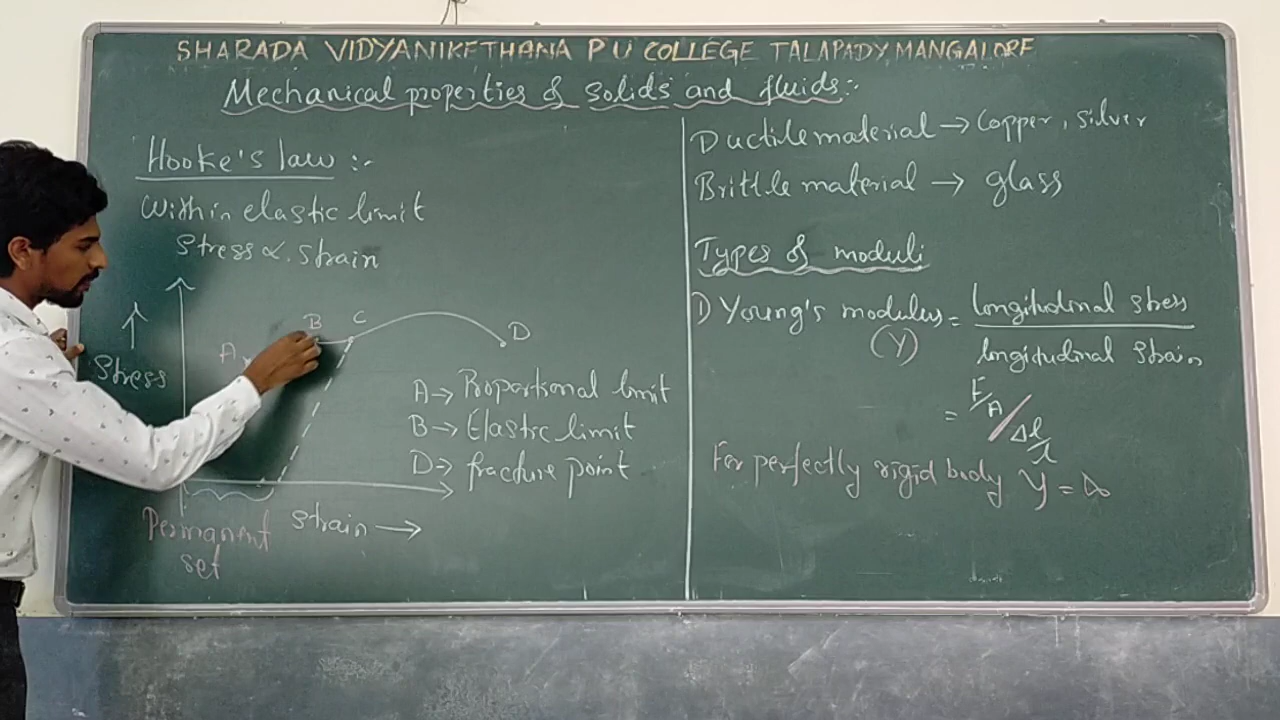 SHARADA VIDYANIKETHANA P U COLLEGE TALAPADY, MANGALORE
Mechanical properties of solids and fluids:-
Hooke's law :-
Within elastic limit
Stress ∝ Strain
Stress
A
B
C
D
A→ Proportional limit
B→ Elastic limit
D→ fracture point
Strain →
Permanent
set
Ductile material → Copper, Silver
Brittle material → glass
Types of moduli
1) Young's modulus = longitudinal stress
(Y)
longitudinal Strain
= F/A / Δl/l
For perfectly rigid body Y = ∞